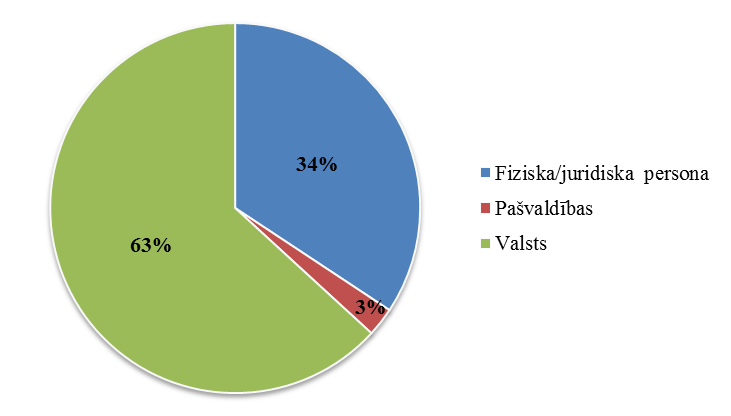 34%
Fiziska/juridiska persona
Pašvaldības
63%
Valsts
3%